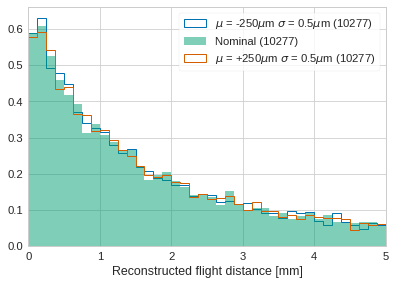 μ = -250μm σ = 0.5μm (10277)
Nominal (10277)
μ = +250μm σ = 0.5μm (10277)
0.6
0.5
0.4
0.3
0.2
0.1
0.0
0 1 2 3 4 5
Reconstructed flight distance [mm]